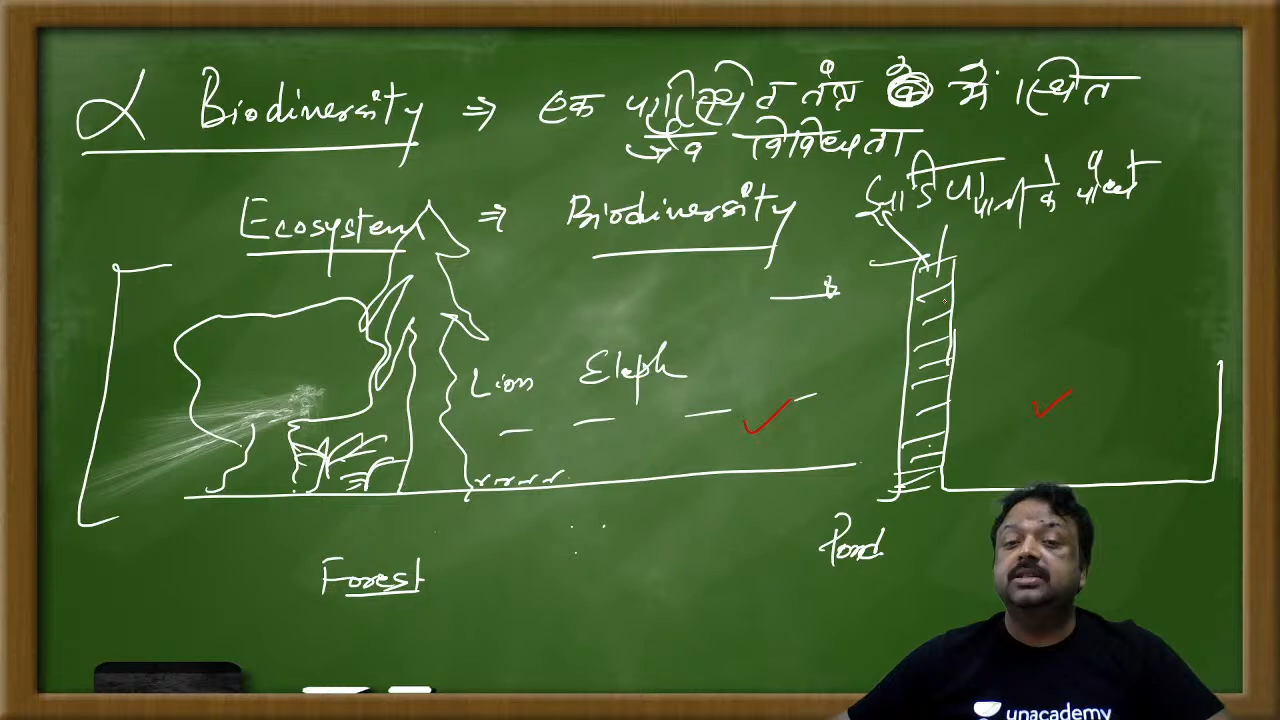 α Biodiversity ⇒ एक पारिस्थितितंत्र में स्थित
जैव विविधता
झाड़ियाँ पानी के पौधे
Ecosystem ⇒ Biodiversity
Lion Eleph
Pond
Forest
unacademy